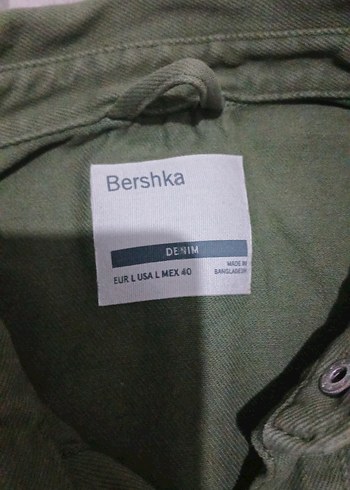 Bershka
DENIM
EUR L USA L MEX 40
MADE IN
BANGLADESH